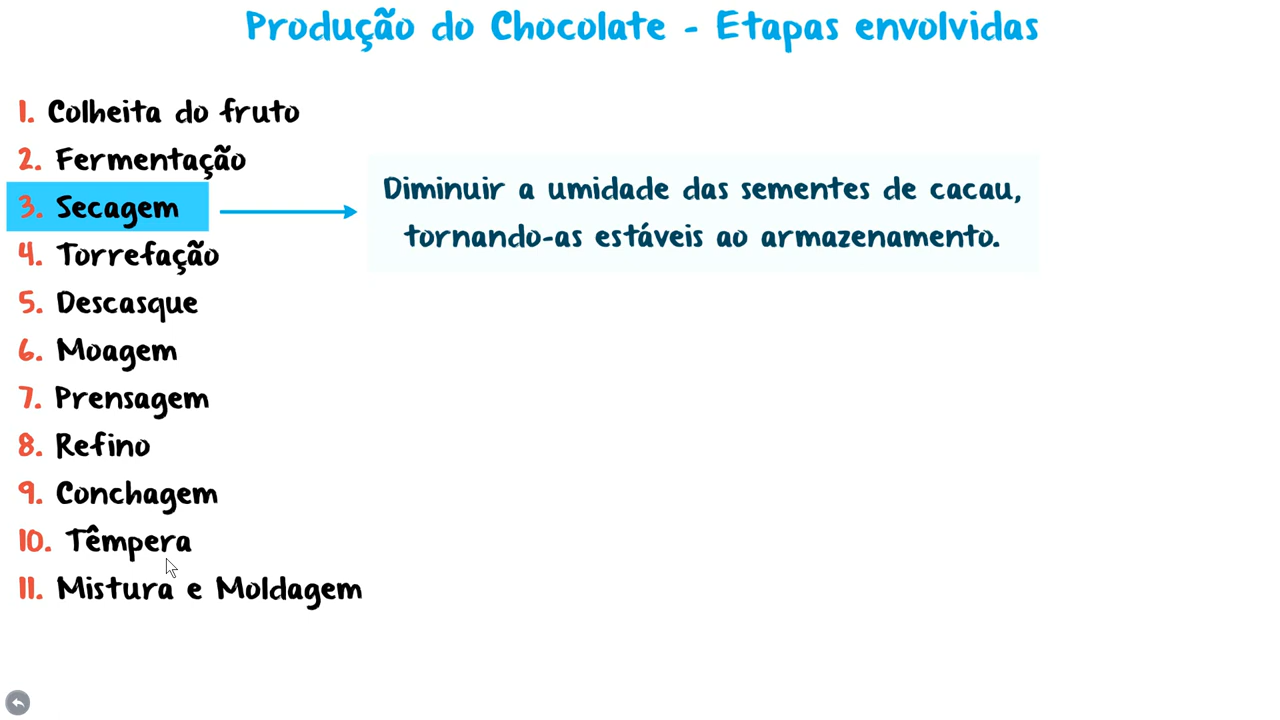 Produção do Chocolate - Etapas envolvidas
1. Colheita do fruto
2. Fermentação
3. Secagem
Diminuir a umidade das sementes de cacau,
tornando-as estáveis ao armazenamento.
4. Torrefação
5. Descasque
6. Moagem
7. Prensagem
8. Refino
9. Conchagem
10. Têmpera
11. Mistura e Moldagem